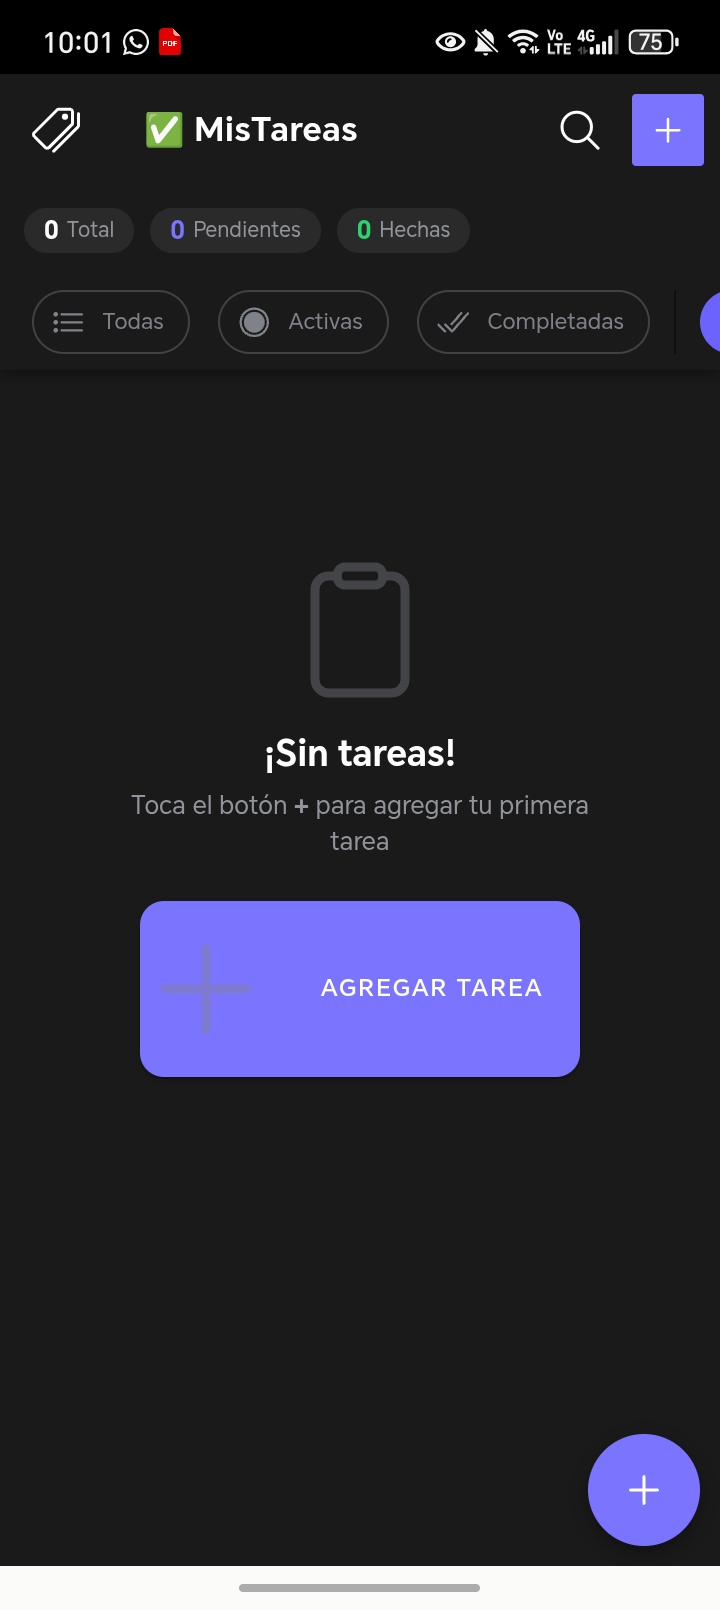 10:01 PDF Vo LTE 4G 75
✅ MisTareas
0 Total 0 Pendientes 0 Hechas
Todas Activas Completadas
¡Sin tareas!
Toca el botón + para agregar tu primera
tarea
AGREGAR TAREA